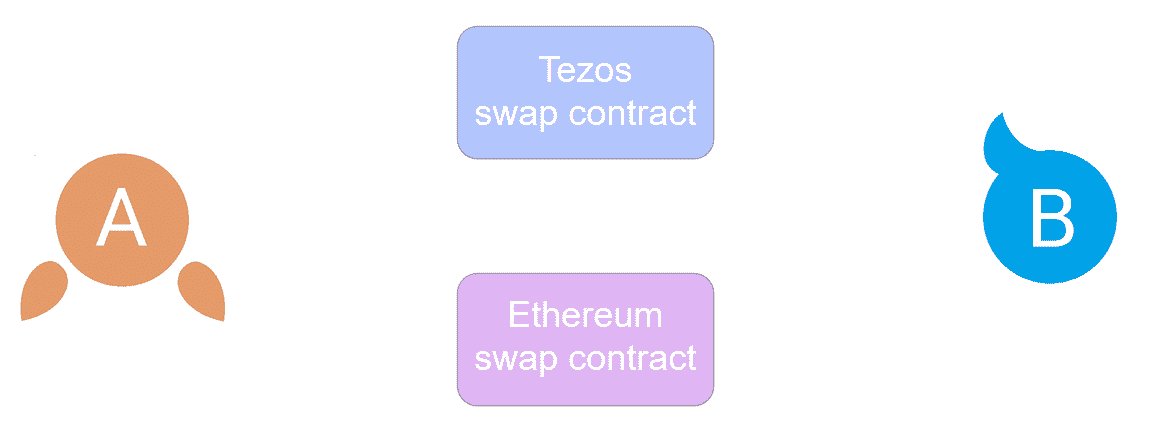 Tezos
swap contract
A
B
Ethereum
swap contract